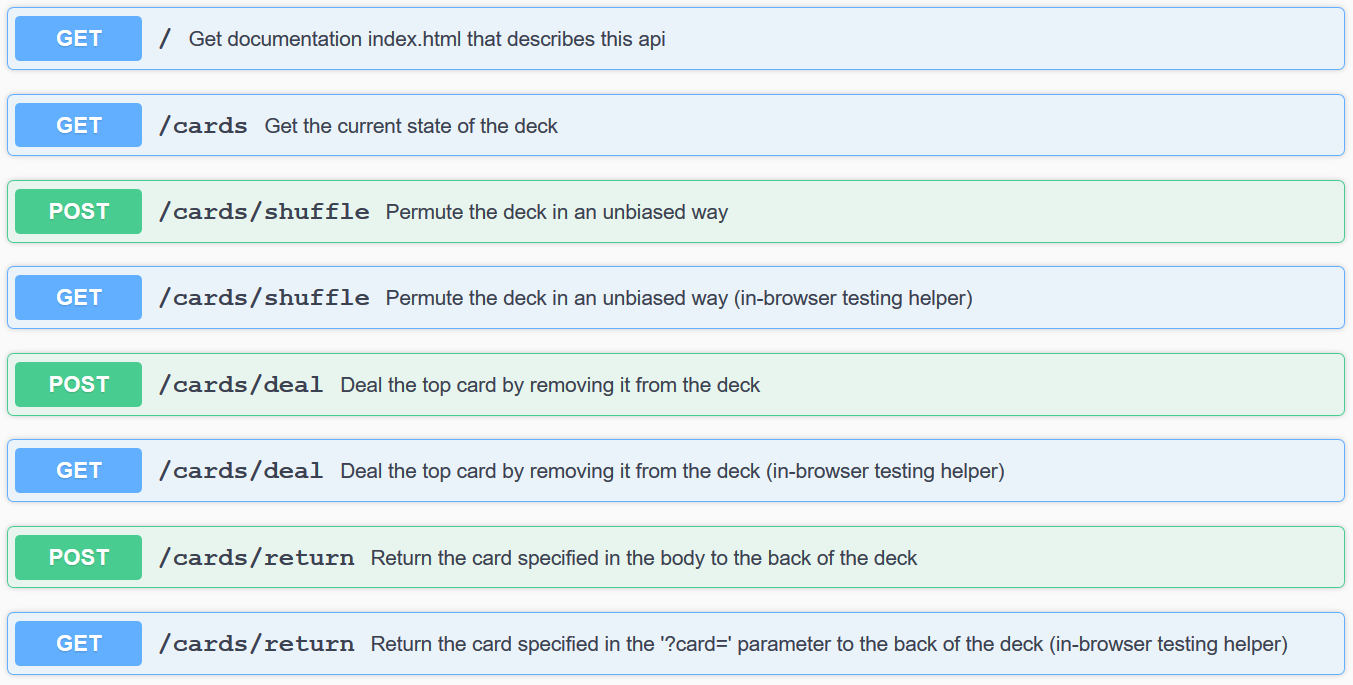 GET / Get documentation index.html that describes this api
GET /cards Get the current state of the deck
POST /cards/shuffle Permute the deck in an unbiased way
GET /cards/shuffle Permute the deck in an unbiased way (in-browser testing helper)
POST /cards/deal Deal the top card by removing it from the deck
GET /cards/deal Deal the top card by removing it from the deck (in-browser testing helper)
POST /cards/return Return the card specified in the body to the back of the deck
GET /cards/return Return the card specified in the '?card=' parameter to the back of the deck (in-browser testing helper)